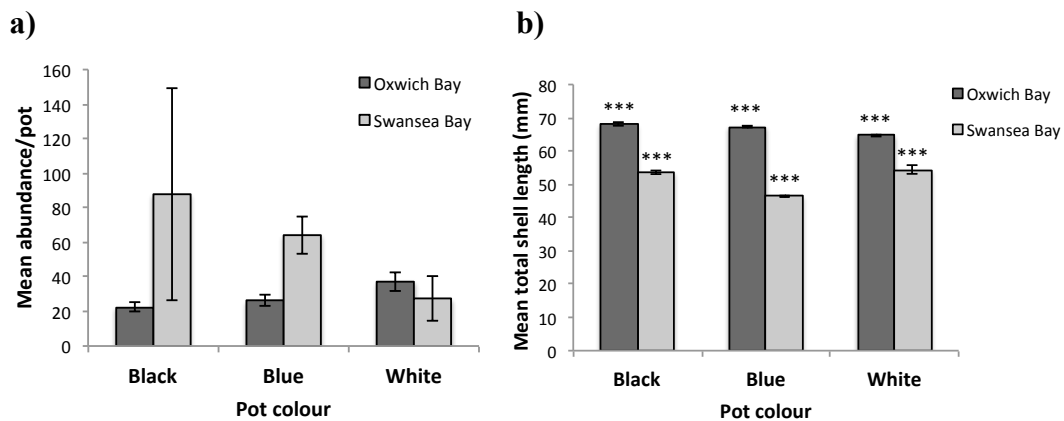 a)
160
140
120
100
80
60
40
20
0
Mean abundance/pot
Oxwich Bay
Swansea Bay
Black
Blue
White
Pot colour
b)
80
70
60
50
40
30
20
10
0
Mean total shell length (mm)
***
***
***
***
***
***
Oxwich Bay
Swansea Bay
Black
Blue
White
Pot colour